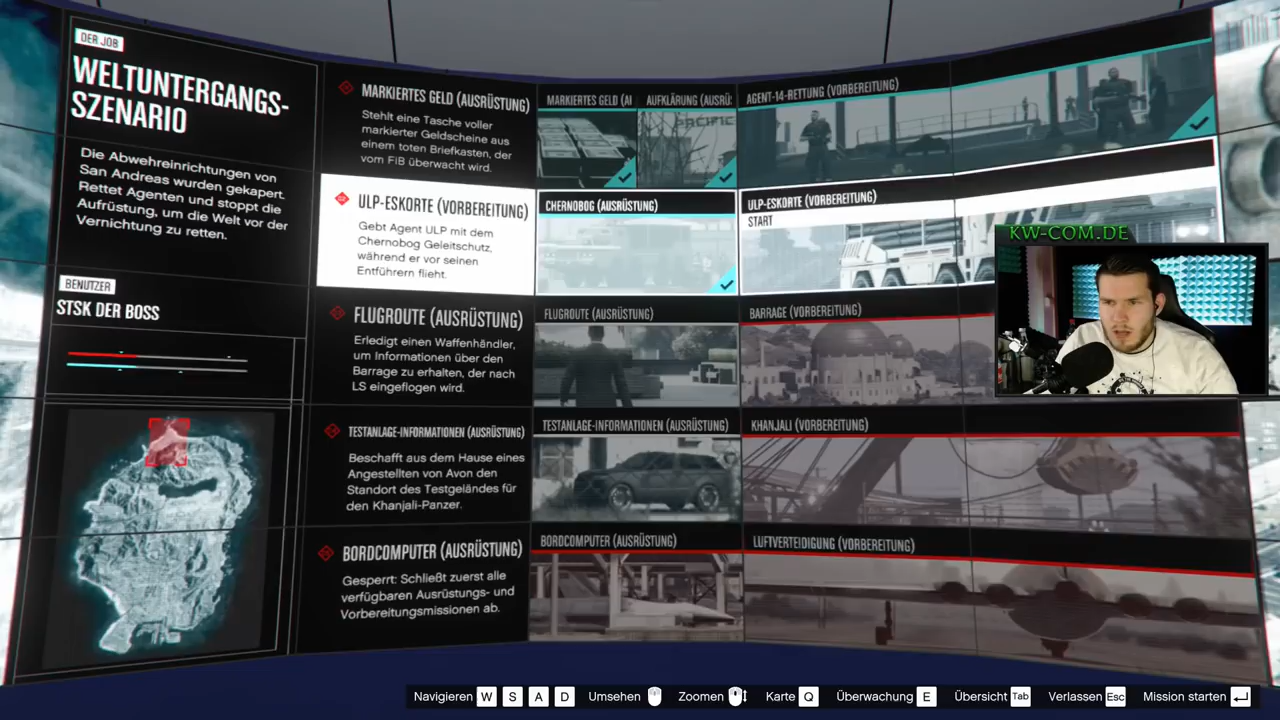 DER JOB
WELTUNTERGANGS-
SZENARIO
Die Abwehreinrichtungen von
San Andreas wurden gekapert.
Rettet Agenten und stoppt die
Aufrüstung, um die Welt vor der
Vernichtung zu retten.
BENUTZER
STSK DER BOSS
MARKIERTES GELD (AUSRÜSTUNG)
Stehlt eine Tasche voller
markierter Geldscheine aus
einem toten Briefkasten, der
vom FIB überwacht wird.
ULP-ESKORTE (VORBEREITUNG)
Gebt Agent ULP mit dem
Chernobog Geleitschutz,
während er vor seinen
Entführern flieht.
FLUGROUTE (AUSRÜSTUNG)
Erledigt einen Waffenhändler,
um Informationen über den
Barrage zu erhalten, der nach
LS eingeflogen wird.
TESTANLAGE-INFORMATIONEN (AUSRÜSTUNG)
Beschafft aus dem Hause eines
Angestellten von Avon den
Standort des Testgeländes für
den Khanjali-Panzer.
BORDCOMPUTER (AUSRÜSTUNG)
Gesperrt: Schließt zuerst alle
verfügbaren Ausrüstungs- und
Vorbereitungsmissionen ab.
MARKIERTES GELD (AU
AUFKLÄRUNG (AUSRÜS
PACIFIC
AGENT-14-RETTUNG (VORBEREITUNG)
CHERNOBOG (AUSRÜSTUNG)
ULP-ESKORTE (VORBEREITUNG)
START
KW-COM.DE
FLUGROUTE (AUSRÜSTUNG)
BARRAGE (VORBEREITUNG)
TESTANLAGE-INFORMATIONEN (AUSRÜSTUNG)
KHANJALI (VORBEREITUNG)
BORDCOMPUTER (AUSRÜSTUNG)
LUFTVERTEIDIGUNG (VORBEREITUNG)
Navigieren W S A D Umsehen Zoomen Karte Q Überwachung E Übersicht Tab Verlassen Esc Mission starten